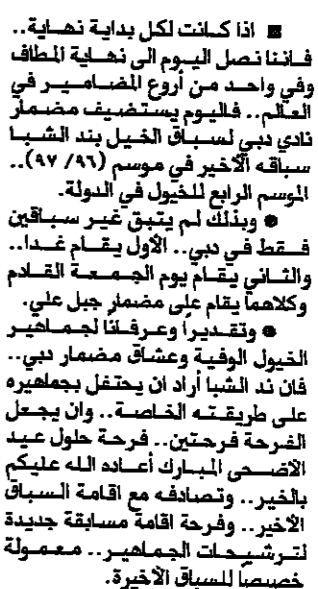 ■ اذا كانت لكل بداية نهاية..
فاننا نصل اليوم الى نهاية المطاف
وفي واحد من أروع المضامير في
العالم.. فاليوم يستضيف مضمار
نادي دبي لسباق الخيل بند الشبا
سباقه الأخير في موسم (٩٦/ ٩٧)..
الموسم الرابع للخيول في الدولة.
● وبذلك لم يتبق غير سباقين
فقط في دبي.. الأول يقام غدا..
والثاني يقام يوم الجمعة القادم
وكلاهما يقام على مضمار جبل علي.
● وتقديراً وعرفاناً لجماهير
الخيول الوفية وعشاق مضمار دبي..
فان ند الشبا أراد ان يحتفل بجماهيره
على طريقته الخاصة.. وان يجعل
الفرحة فرحتين.. فرحة حلول عيد
الاضحى المبارك أعاده الله عليكم
بالخير.. وتصادفه مع اقامة السباق
الأخير.. وفرحة اقامة مسابقة جديدة
لترشيحات الجماهير.. معمولة
خصيصاً للسباق الأخيرة.